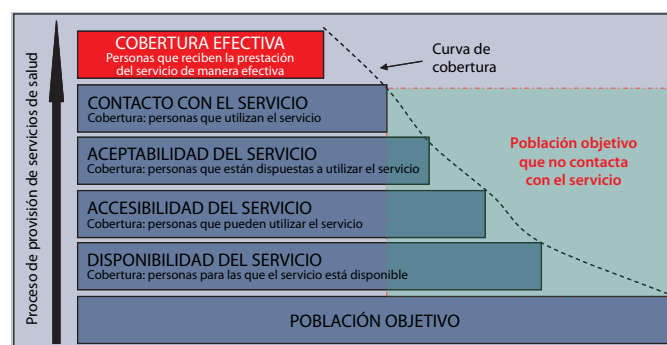 COBERTURA EFECTIVA
Personas que reciben la prestación
del servicio de manera efectiva
Curva de
cobertura
CONTACTO CON EL SERVICIO
Cobertura: personas que utilizan el servicio
ACEPTABILIDAD DEL SERVICIO
Cobertura: personas que están dispuestas a utilizar el servicio
Población objetivo
que no contacta
con el servicio
ACCESIBILIDAD DEL SERVICIO
Cobertura: personas que pueden utilizar el servicio
DISPONIBILIDAD DEL SERVICIO
Cobertura: personas para las que el servicio está disponible
POBLACIÓN OBJETIVO
Proceso de provisión de servicios de salud